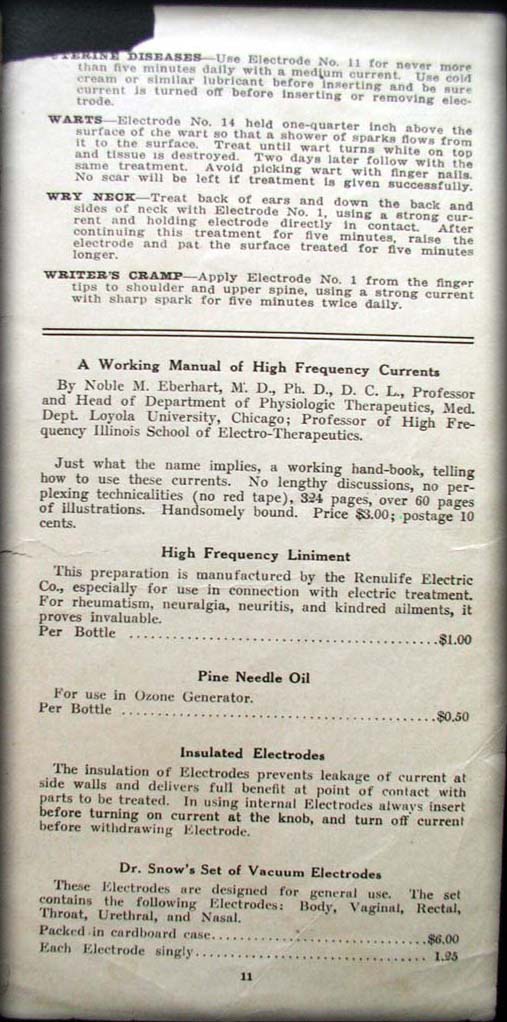 UTERINE DISEASES—Use Electrode No. 11 for never more
than five minutes daily with a medium current. Use cold
cream or similar lubricant before inserting and be sure
current is turned off before inserting or removing elec-
trode.
WARTS—Electrode No. 14 held one-quarter inch above the
surface of the wart so that a shower of sparks flows from
it to the surface. Treat until wart turns white on top
and tissue is destroyed. Two days later follow with the
same treatment. Avoid picking wart with finger nails.
No scar will be left if treatment is given successfully.
WRY NECK—Treat back of ears and down the back and
sides of neck with Electrode No. 1, using a strong cur-
rent and holding electrode directly in contact. After
continuing this treatment for five minutes, raise the
electrode and pat the surface treated for five minutes
longer.
WRITER'S CRAMP—Apply Electrode No. 1 from the finger
tips to shoulder and upper spine, using a strong current
with sharp spark for five minutes twice daily.
A Working Manual of High Frequency Currents
By Noble M. Eberhart, M. D., Ph. D., D. C. L., Professor
and Head of Department of Physiologic Therapeutics, Med.
Dept. Loyola University, Chicago; Professor of High Fre-
quency Illinois School of Electro-Therapeutics.
Just what the name implies, a working hand-book, telling
how to use these currents. No lengthy discussions, no per-
plexing technicalities (no red tape), 324 pages, over 60 pages
of illustrations. Handsomely bound. Price $3.00; postage 10
cents.
High Frequency Liniment
This preparation is manufactured by the Renulife Electric
Co., especially for use in connection with electric treatment.
For rheumatism, neuralgia, neuritis, and kindred ailments, it
proves invaluable.
Per Bottle ........................................$1.00
Pine Needle Oil
For use in Ozone Generator.
Per Bottle ........................................$0.50
Insulated Electrodes
The insulation of Electrodes prevents leakage of current at
side walls and delivers full benefit at point of contact with
parts to be treated. In using internal Electrodes always insert
before turning on current at the knob, and turn off current
before withdrawing Electrode.
Dr. Snow's Set of Vacuum Electrodes
These Electrodes are designed for general use. The set
contains the following Electrodes: Body, Vaginal, Rectal,
Throat, Urethral, and Nasal.
Packed in cardboard case............................$6.00
Each Electrode singly.............................. 1.25
11